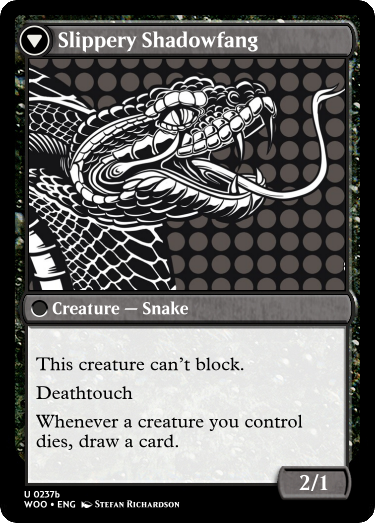 Slippery Shadowfang
Creature — Snake
This creature can't block.
Deathtouch
Whenever a creature you control
dies, draw a card.
2/1
U 0237b
WOO • ENG Stefan Richardson